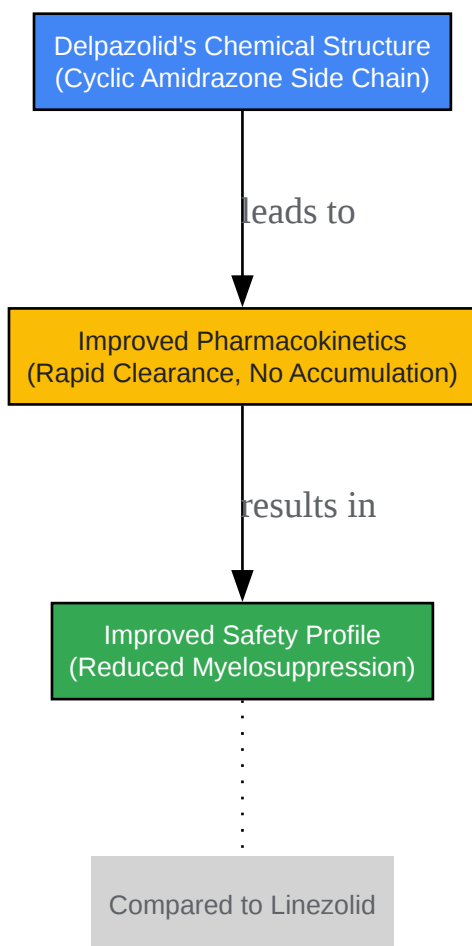 Delpazolid's Chemical Structure
(Cyclic Amidrazone Side Chain)
leads to
Improved Pharmacokinetics
(Rapid Clearance, No Accumulation)
results in
Improved Safety Profile
(Reduced Myelosuppression)
Compared to Linezolid